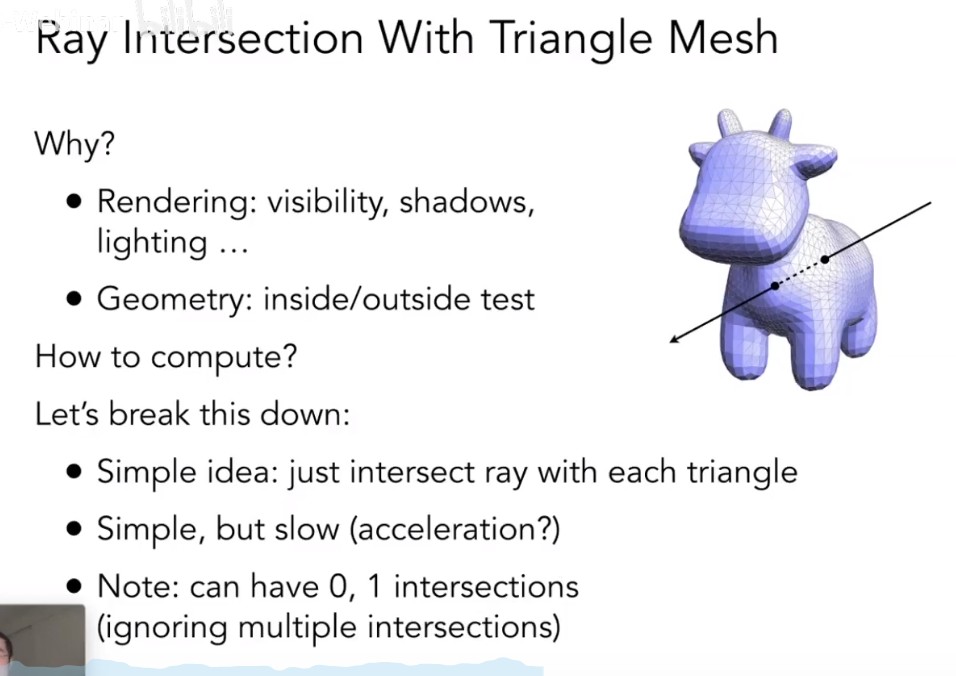 Ray Intersection With Triangle Mesh
Why?
● Rendering: visibility, shadows,
lighting …
● Geometry: inside/outside test
How to compute?
Let's break this down:
● Simple idea: just intersect ray with each triangle
● Simple, but slow (acceleration?)
● Note: can have 0, 1 intersections
(ignoring multiple intersections)